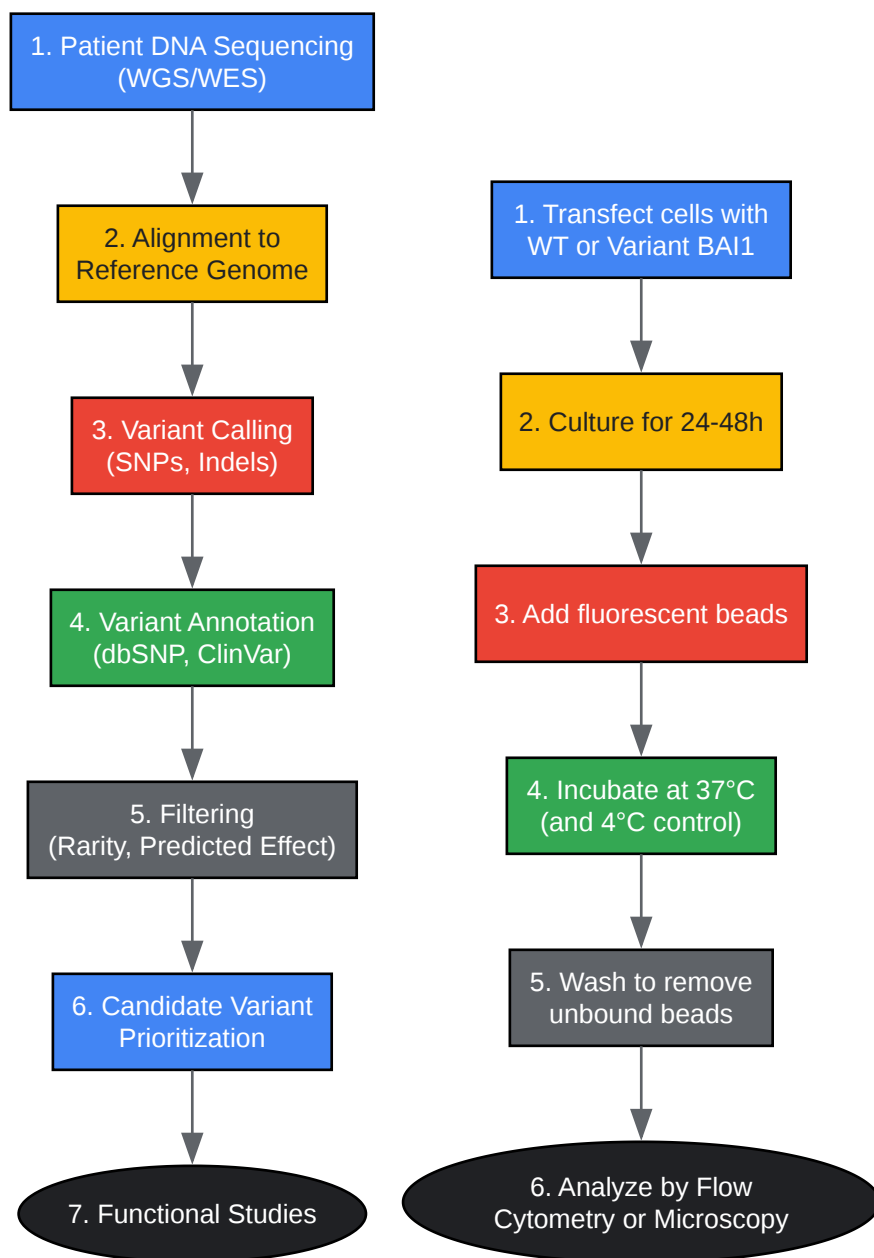 1. Patient DNA Sequencing
(WGS/WES)
2. Alignment to
Reference Genome
3. Variant Calling
(SNPs, Indels)
4. Variant Annotation
(dbSNP, ClinVar)
5. Filtering
(Rarity, Predicted Effect)
6. Candidate Variant
Prioritization
7. Functional Studies
1. Transfect cells with
WT or Variant BAI1
2. Culture for 24-48h
3. Add fluorescent beads
4. Incubate at 37°C
(and 4°C control)
5. Wash to remove
unbound beads
6. Analyze by Flow
Cytometry or Microscopy